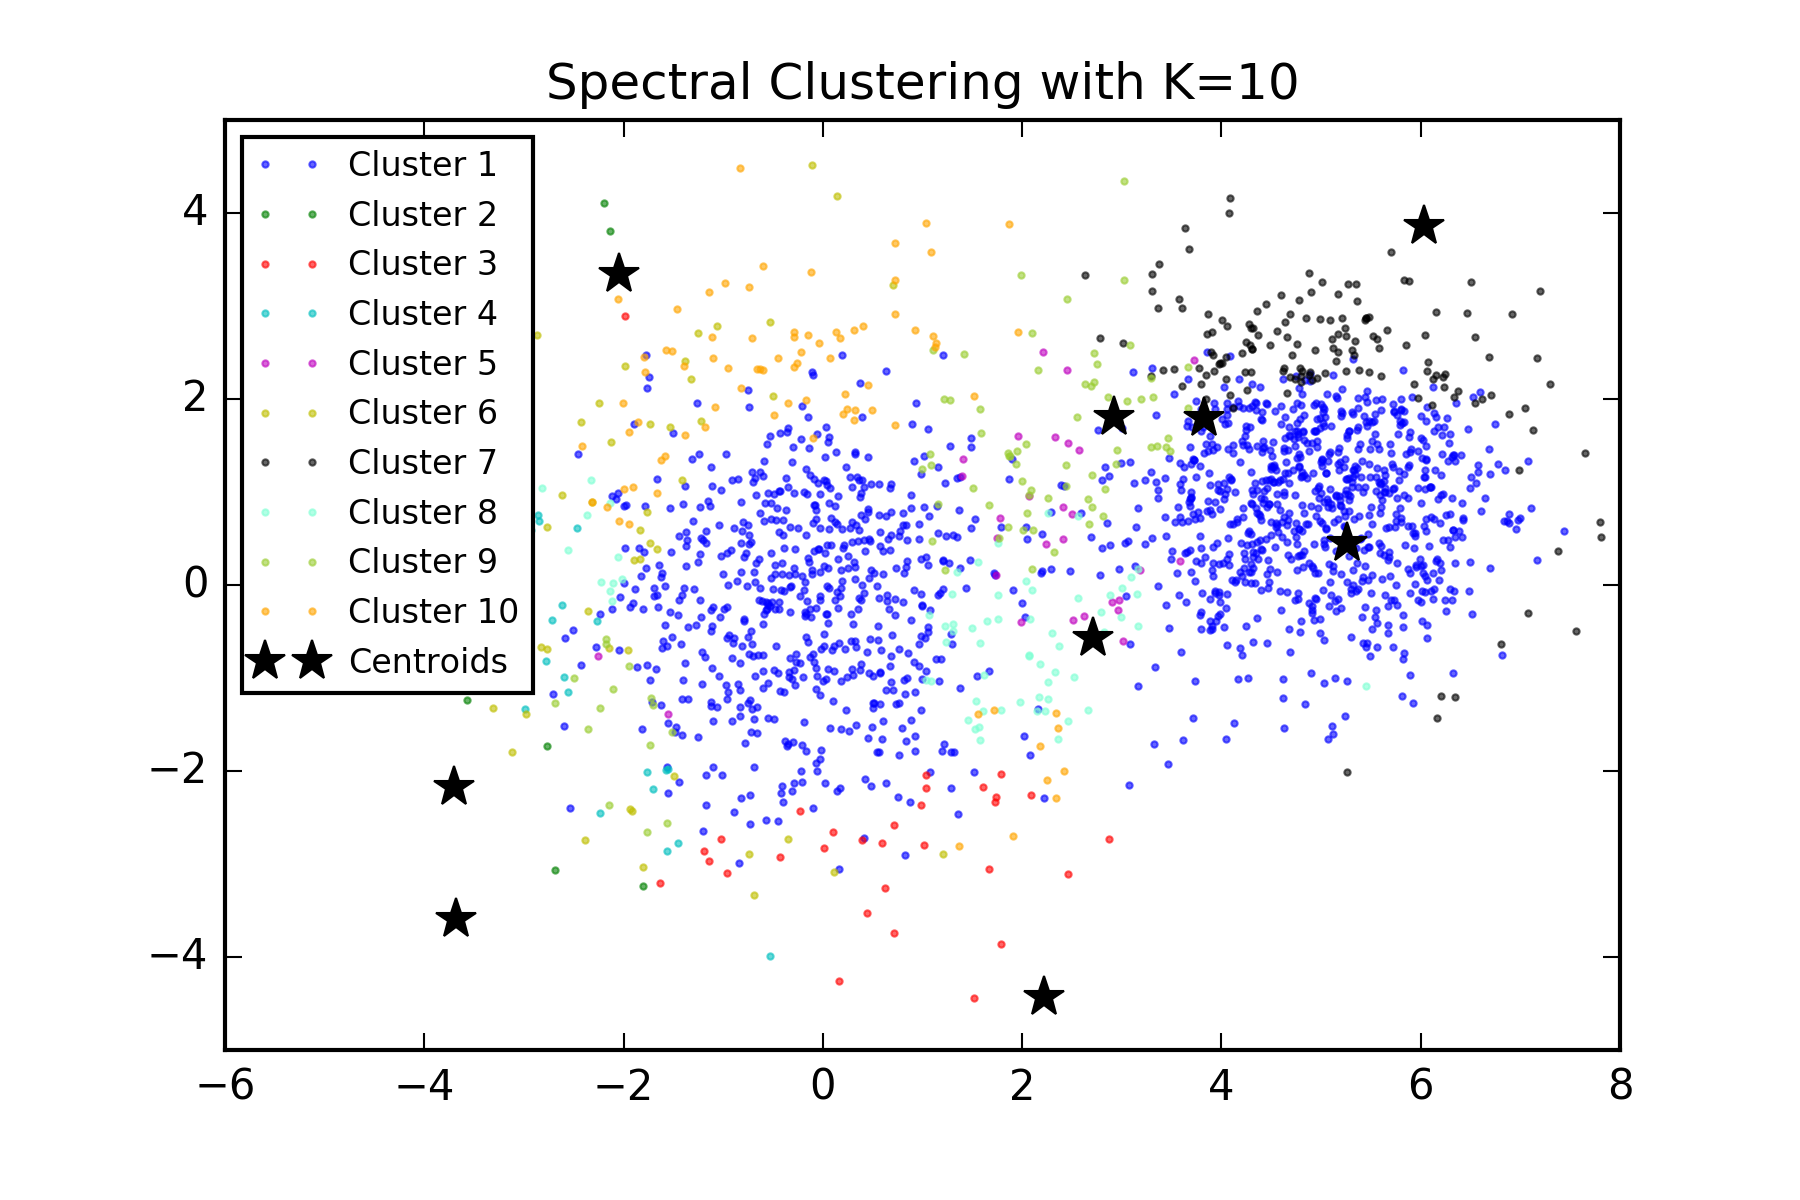 Spectral Clustering with K=10
Cluster 1
Cluster 2
Cluster 3
Cluster 4
Cluster 5
Cluster 6
Cluster 7
Cluster 8
Cluster 9
Cluster 10
Centroids
4
2
0
−2
−4
−6 −4 −2 0 2 4 6 8